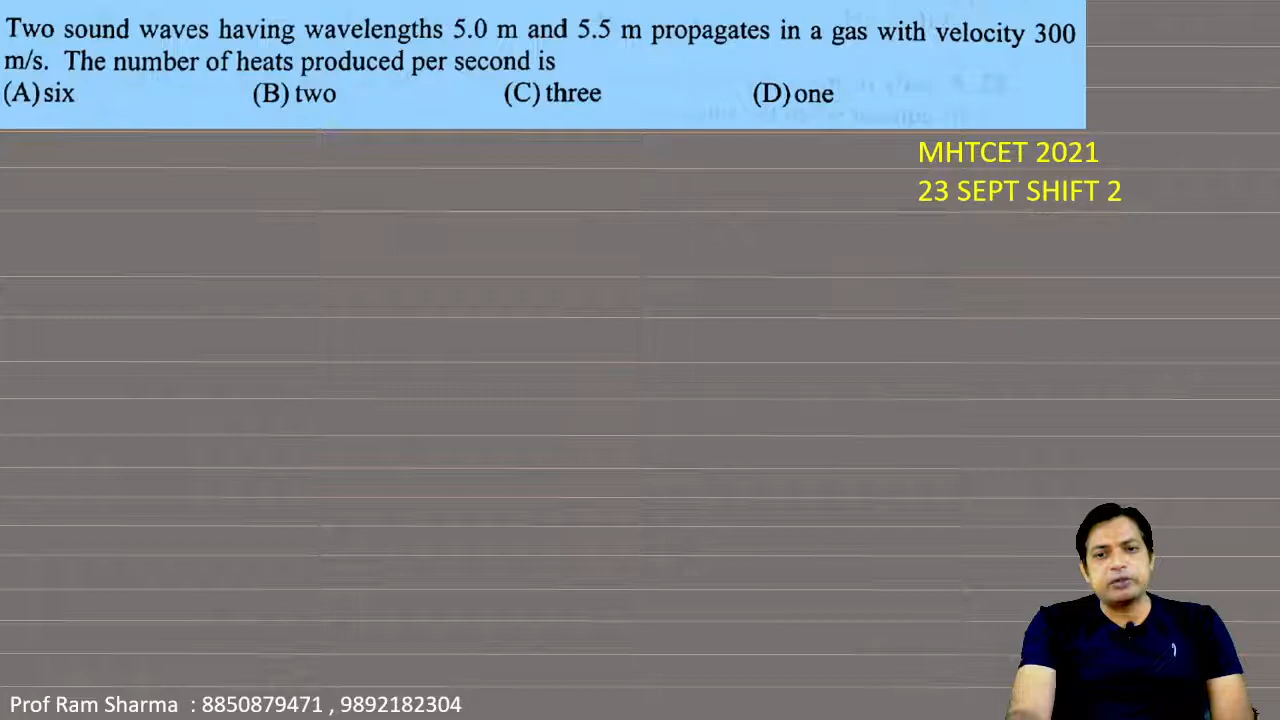 Two sound waves having wavelengths 5.0 m and 5.5 m propagates in a gas with velocity 300
m/s. The number of heats produced per second is
(A) six (B) two (C) three (D) one
MHTCET 2021
23 SEPT SHIFT 2
Prof Ram Sharma : 8850879471 , 9892182304